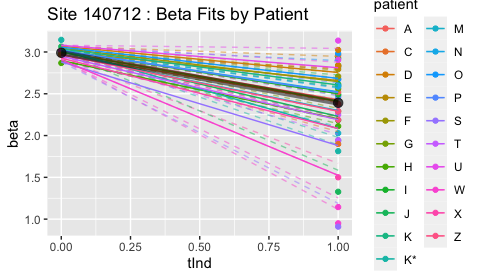 Site 140712 : Beta Fits by Patient
beta
3.0
2.5
2.0
1.5
1.0
0.00 0.25 0.50 0.75 1.00
tInd
patient
A M
C N
D O
E P
F S
G T
H U
I W
J X
K Z
K*